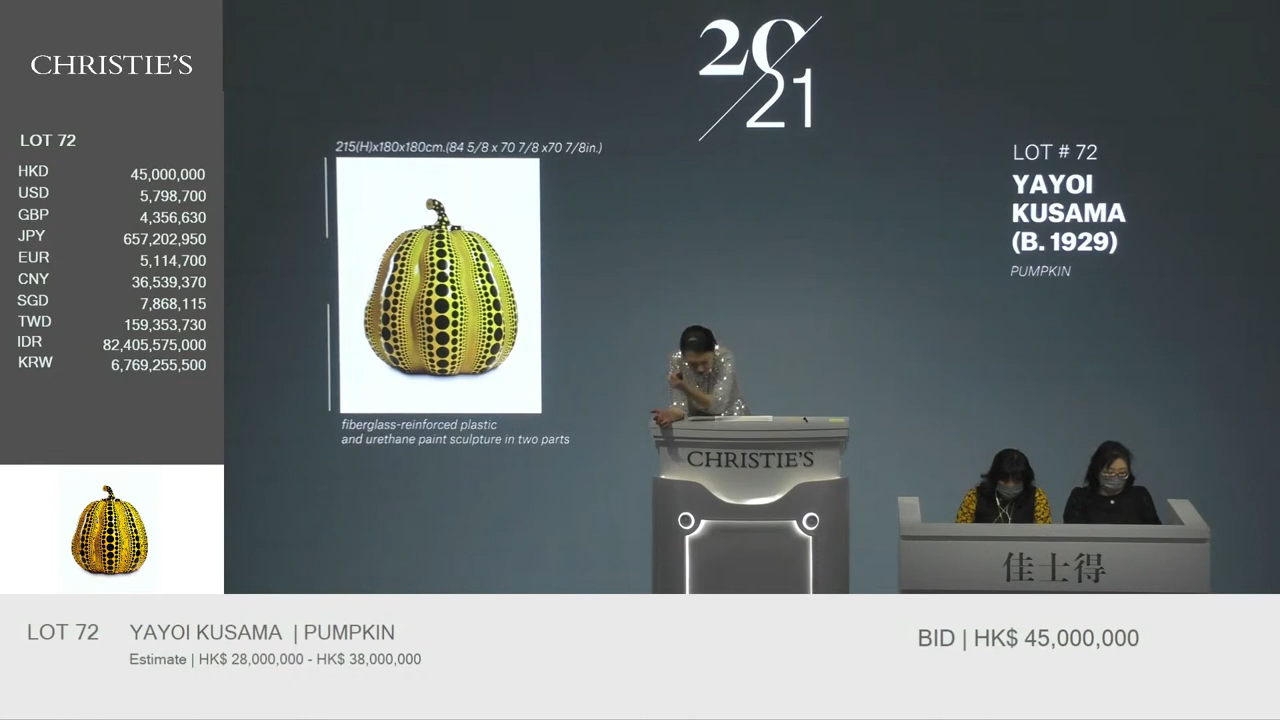 CHRISTIE'S
LOT 72
HKD 45,000,000
USD 5,798,700
GBP 4,356,630
JPY 657,202,950
EUR 5,114,700
CNY 36,539,370
SGD 7,868,115
TWD 159,353,730
IDR 82,405,575,000
KRW 6,769,255,500
20/21
215(H)x180x180cm.(84 5/8 x 70 7/8 x70 7/8in.)
fiberglass-reinforced plastic
and urethane paint sculpture in two parts
LOT # 72
YAYOI
KUSAMA
(B. 1929)
PUMPKIN
CHRISTIE'S
佳士得
LOT 72 YAYOI KUSAMA | PUMPKIN
Estimate | HK$ 28,000,000 - HK$ 38,000,000
BID | HK$ 45,000,000